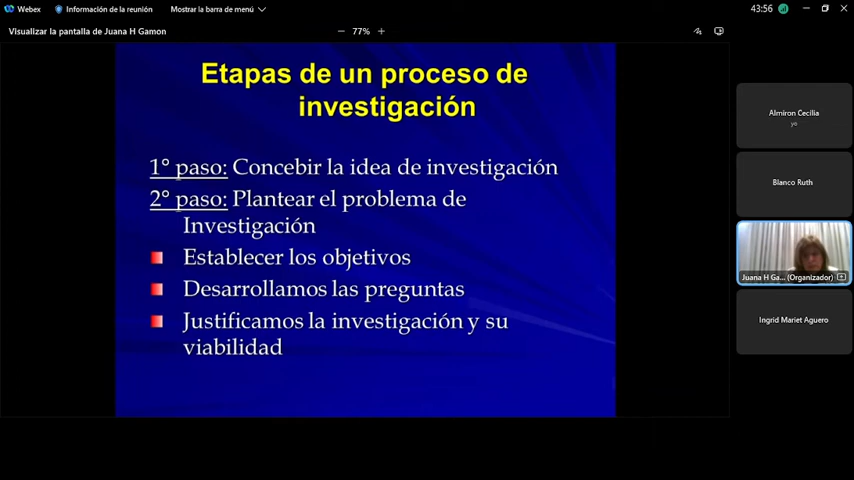 Webex
Información de la reunión
Mostrar la barra de menú
43:56
Visualizar la pantalla de Juana H Gamon
77%
Etapas de un proceso de
investigación
1° paso: Concebir la idea de investigación
2° paso: Plantear el problema de
Investigación
Establecer los objetivos
Desarrollamos las preguntas
Justificamos la investigación y su
viabilidad
Almiron Cecilia
yo
Blanco Ruth
Juana H Ga... (Organizador)
Ingrid Mariet Aguero